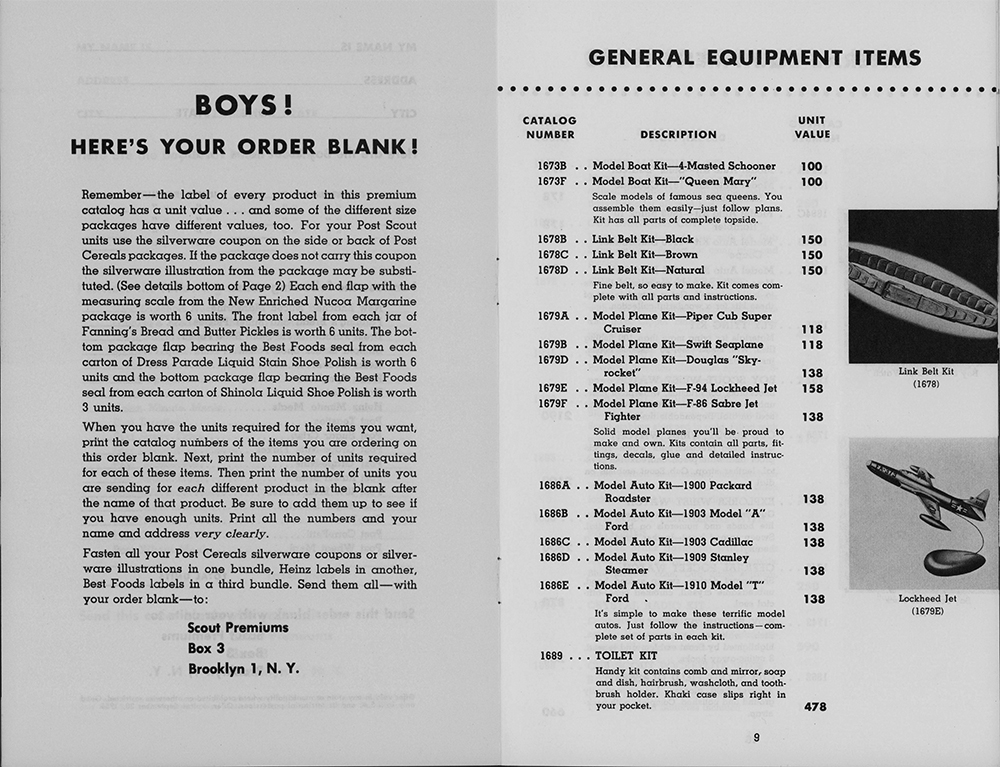 BOYS!
HERE'S YOUR ORDER BLANK!
Remember—the label of every product in this premium
catalog has a unit value . . . and some of the different size
packages have different values, too. For your Post Scout
units use the silverware coupon on the side or back of Post
Cereals packages. If the package does not carry this coupon
the silverware illustration from the package may be substi-
tuted. (See details bottom of Page 2) Each end flap with the
measuring scale from the New Enriched Nucoa Margarine
package is worth 6 units. The front label from each jar of
Fanning's Bread and Butter Pickles is worth 6 units. The bot-
tom package flap bearing the Best Foods seal from each
carton of Dress Parade Liquid Stain Shoe Polish is worth 6
units and the bottom package flap bearing the Best Foods
seal from each carton of Shinola Liquid Shoe Polish is worth
3 units.
When you have the units required for the items you want,
print the catalog numbers of the items you are ordering on
this order blank. Next, print the number of units required
for each of these items. Then print the number of units you
are sending for each different product in the blank after
the name of that product. Be sure to add them up to see if
you have enough units. Print all the numbers and your
name and address very clearly.
Fasten all your Post Cereals silverware coupons or silver-
ware illustrations in one bundle, Heinz labels in another,
Best Foods labels in a third bundle. Send them all—with
your order blank—to:
Scout Premiums
Box 3
Brooklyn 1, N. Y.
GENERAL EQUIPMENT ITEMS
CATALOG NUMBER DESCRIPTION UNIT VALUE
1673B . . Model Boat Kit—4-Masted Schooner 100
1673F . . Model Boat Kit—"Queen Mary" 100
Scale models of famous sea queens. You
assemble them easily—just follow plans.
Kit has all parts of complete topside.
1678B . . Link Belt Kit—Black 150
1678C . . Link Belt Kit—Brown 150
1678D . . Link Belt Kit—Natural 150
Fine belt, so easy to make. Kit comes com-
plete with all parts and instructions.
1679A . . Model Plane Kit—Piper Cub Super
Cruiser 118
1679B . . Model Plane Kit—Swift Seaplane 118
1679D . . Model Plane Kit—Douglas "Sky-
rocket" 138
1679E . . Model Plane Kit—F-94 Lockheed Jet 158
1679F . . Model Plane Kit—F-86 Sabre Jet
Fighter 138
Solid model planes you'll be proud to
make and own. Kits contain all parts, fit-
tings, decals, glue and detailed instruc-
tions.
1686A . . Model Auto Kit—1900 Packard
Roadster 138
1686B . . Model Auto Kit—1903 Model "A"
Ford 138
1686C . . Model Auto Kit—1903 Cadillac 138
1686D . . Model Auto Kit—1909 Stanley
Steamer 138
1686E . . Model Auto Kit—1910 Model "T"
Ford 138
It's simple to make these terrific model
autos. Just follow the instructions—com-
plete set of parts in each kit.
1689 . . . TOILET KIT
Handy kit contains comb and mirror, soap
and dish, hairbrush, washcloth, and tooth-
brush holder. Khaki case slips right in
your pocket. 478
Link Belt Kit
(1678)
Lockheed Jet
(1679E)
9